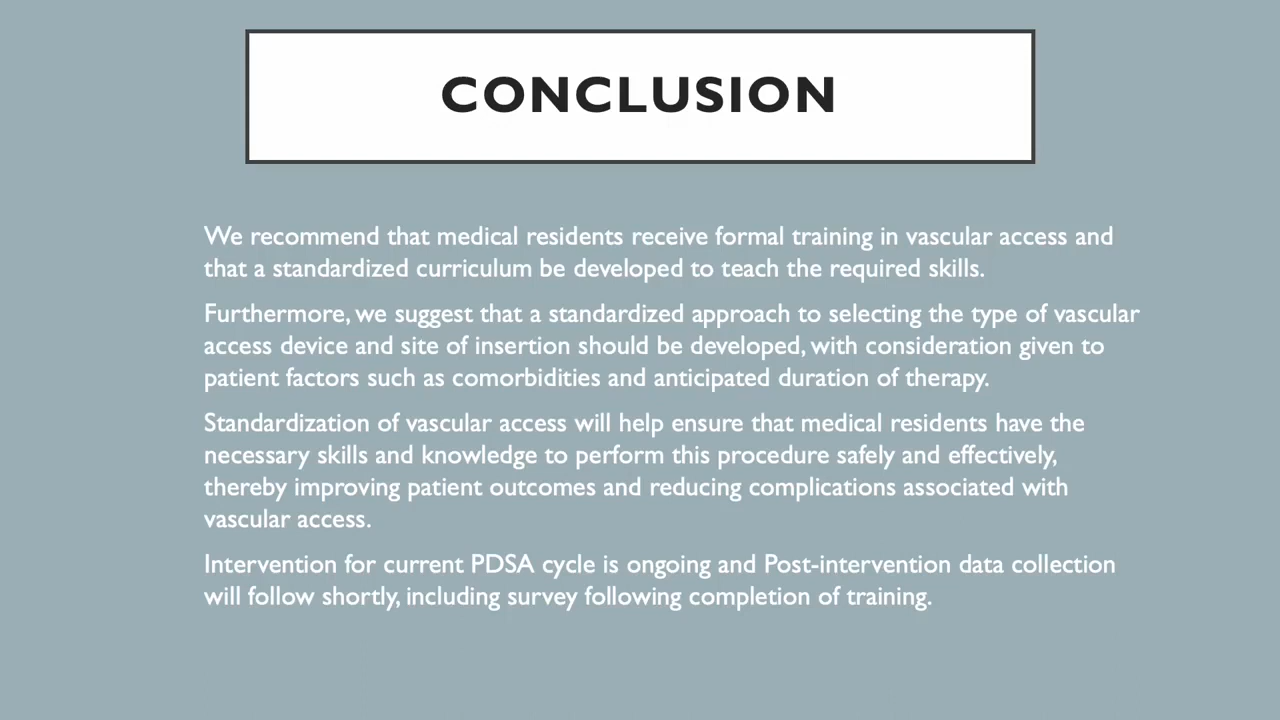 CONCLUSION
We recommend that medical residents receive formal training in vascular access and
that a standardized curriculum be developed to teach the required skills.
Furthermore, we suggest that a standardized approach to selecting the type of vascular
access device and site of insertion should be developed, with consideration given to
patient factors such as comorbidities and anticipated duration of therapy.
Standardization of vascular access will help ensure that medical residents have the
necessary skills and knowledge to perform this procedure safely and effectively,
thereby improving patient outcomes and reducing complications associated with
vascular access.
Intervention for current PDSA cycle is ongoing and Post-intervention data collection
will follow shortly, including survey following completion of training.